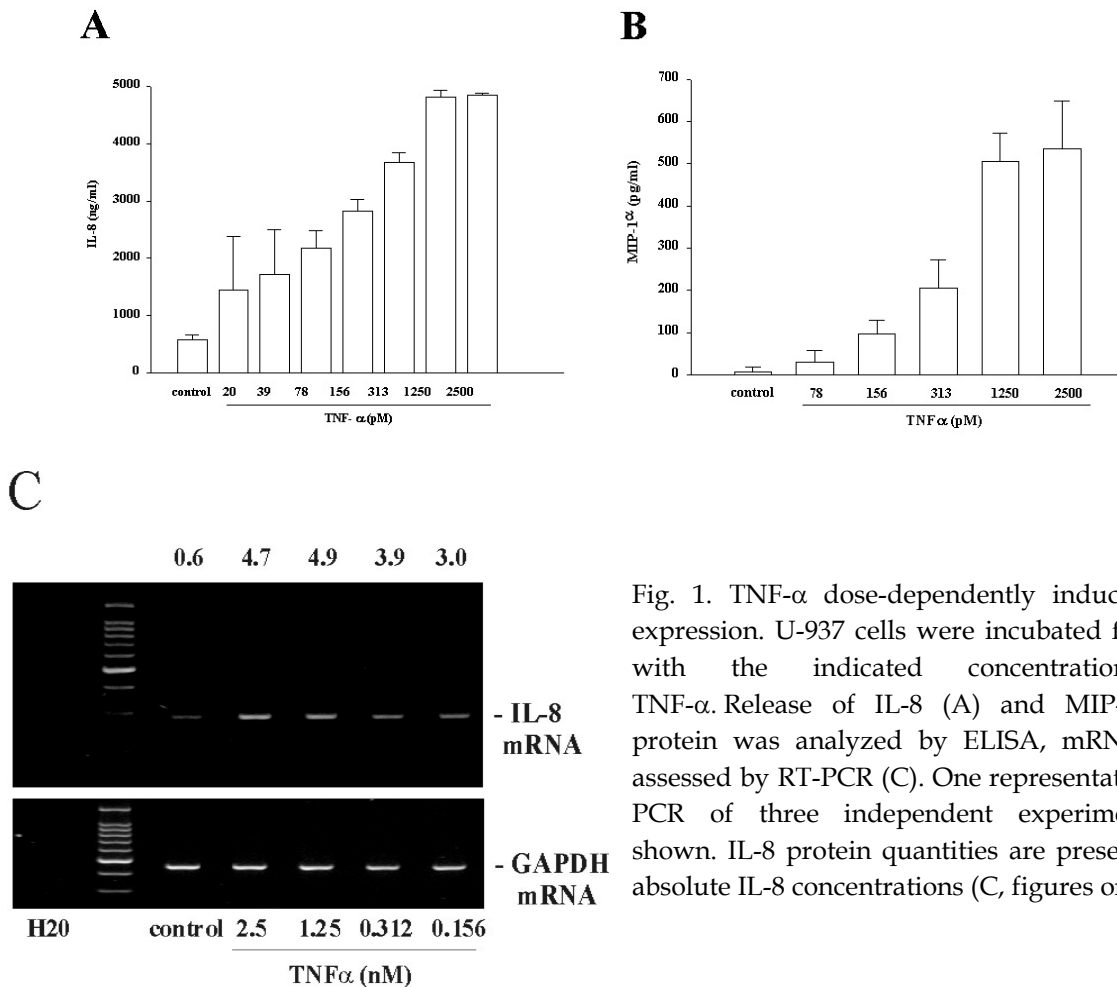 A
5000
4000
3000
2000
1000
0
IL-8 (ng/ml)
control 20 39 78 156 313 1250 2500
TNF- α (pM)
B
700
600
500
400
300
200
100
0
MIP-1α (pg/ml)
control 78 156 313 1250 2500
TNFα (pM)
C
0.6 4.7 4.9 3.9 3.0
- IL-8
mRNA
- GAPDH
mRNA
H20 control 2.5 1.25 0.312 0.156
TNFα (nM)
Fig. 1. TNF-α dose-dependently induc
expression. U-937 cells were incubated f
with the indicated concentration
TNF-α. Release of IL-8 (A) and MIP-
protein was analyzed by ELISA, mRN
assessed by RT-PCR (C). One representat
PCR of three independent experime
shown. IL-8 protein quantities are prese
absolute IL-8 concentrations (C, figures o